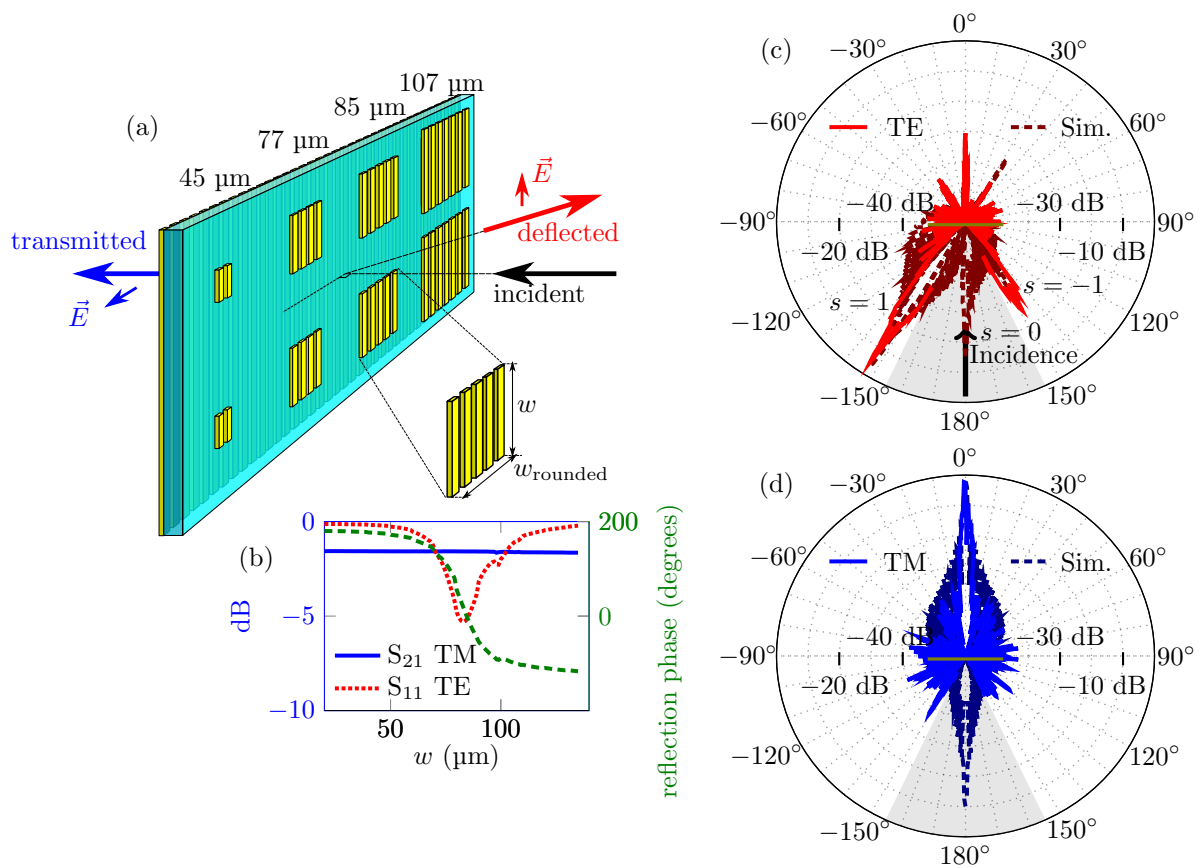 (a)
107 µm
85 µm
77 µm
45 µm
transmitted
E⃗
E⃗
deflected
incident
w
w_rounded
(b)
0
−5
−10
dB
200
0
reflection phase (degrees)
S₂₁ TM
S₁₁ TE
50
100
w (µm)
(c)
0°
30°
60°
90°
120°
150°
180°
−150°
−120°
−90°
−60°
−30°
TE
Sim.
−40 dB
−30 dB
−20 dB
−10 dB
s = 1
s = −1
s = 0
Incidence
(d)
0°
30°
60°
90°
120°
150°
180°
−150°
−120°
−90°
−60°
−30°
TM
Sim.
−40 dB
−30 dB
−20 dB
−10 dB